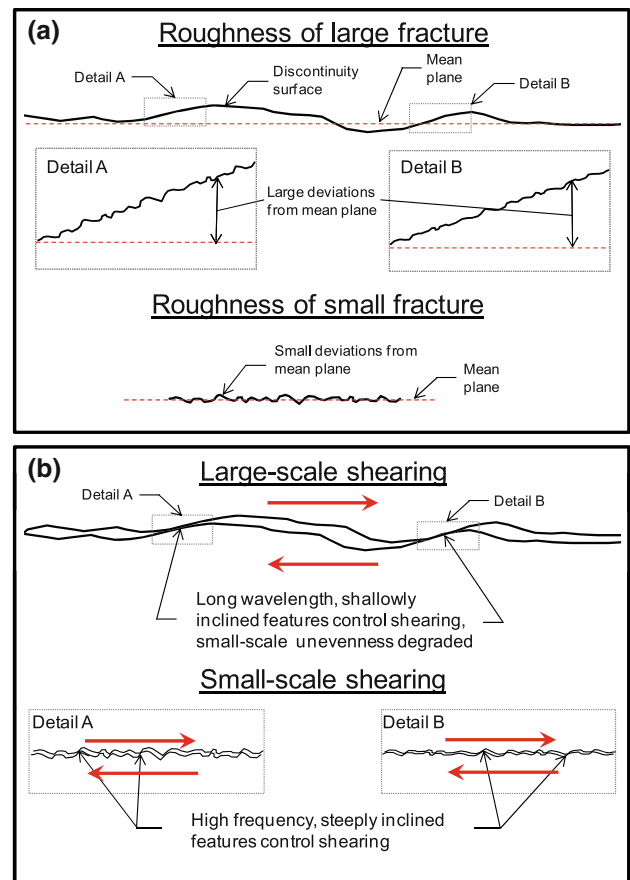 (a)
Roughness of large fracture
Detail A
Discontinuity
surface
Mean
plane
Detail B
Detail A
Detail B
Large deviations
from mean plane
Roughness of small fracture
Small deviations from
mean plane
Mean
plane
(b)
Large-scale shearing
Detail A
Detail B
Long wavelength, shallowly
inclined features control shearing,
small-scale unevenness degraded
Small-scale shearing
Detail A
Detail B
High frequency, steeply inclined
features control shearing